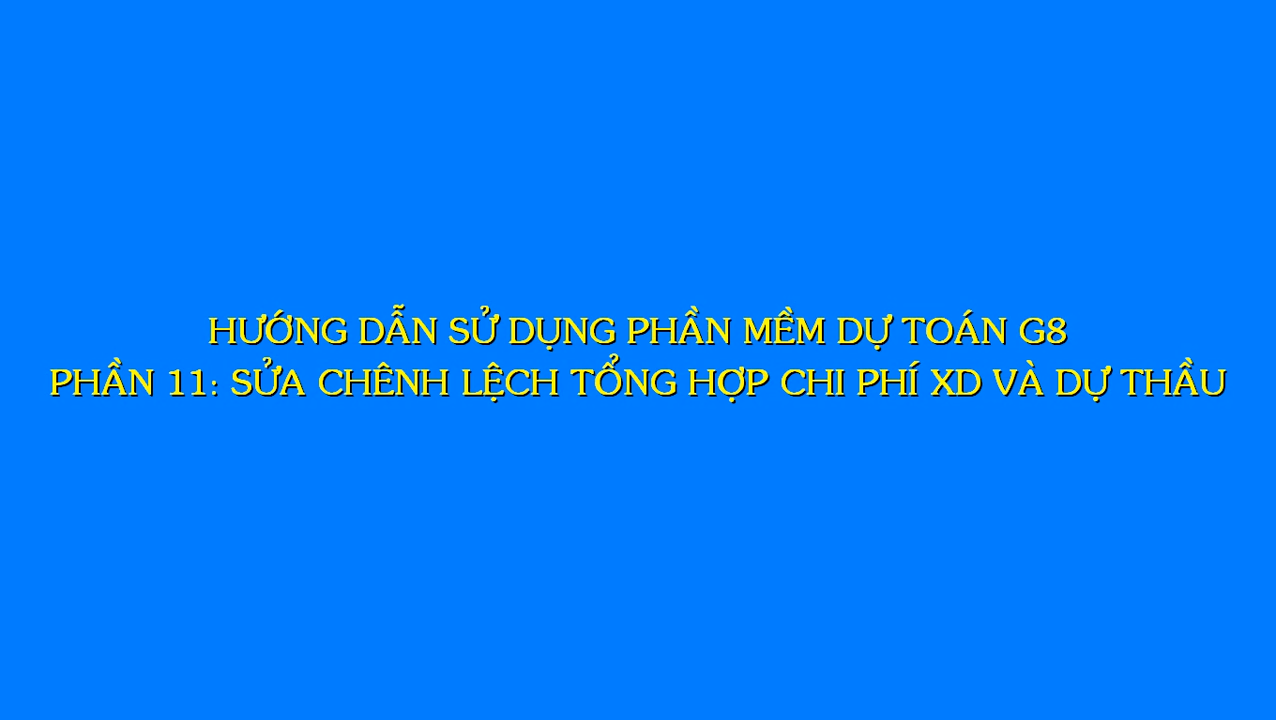 HƯỚNG DẪN SỬ DỤNG PHẦN MỀM DỰ TOÁN G8
PHẦN 11: SỬA CHÊNH LỆCH TỔNG HỢP CHI PHÍ XD VÀ DỰ THẦU